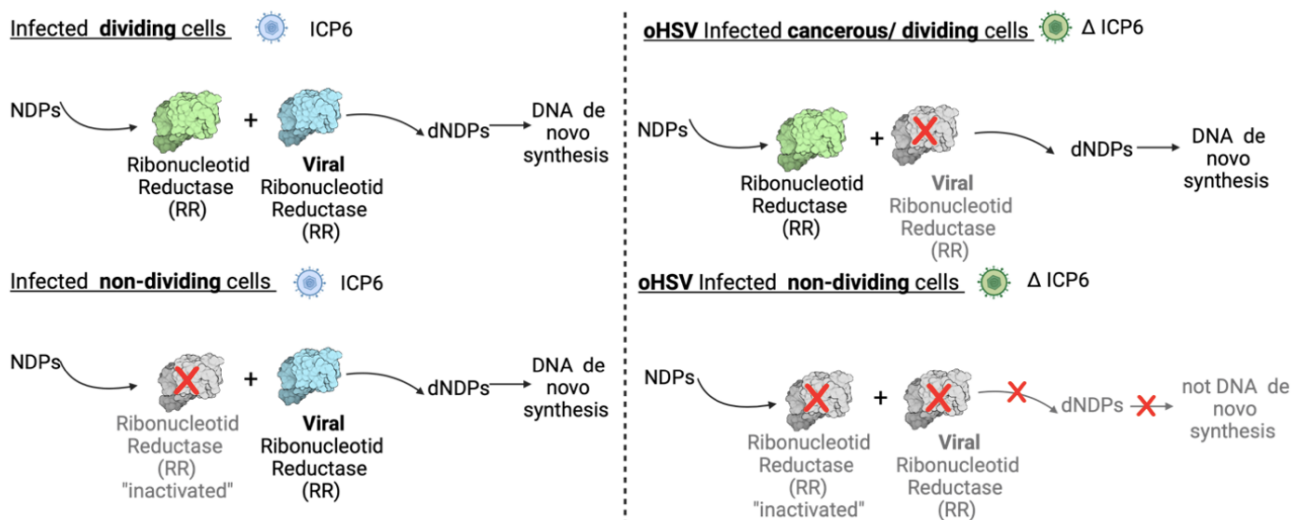 Infected dividing cells
ICP6
NDPs
Ribonucleotid
Reductase
(RR)
+
Viral
Ribonucleotid
Reductase
(RR)
dNDPs
DNA de
novo
synthesis
oHSV Infected cancerous/ dividing cells
Δ ICP6
NDPs
Ribonucleotid
Reductase
(RR)
+
Viral
Ribonucleotid
Reductase
(RR)
dNDPs
DNA de
novo
synthesis
Infected non-dividing cells
ICP6
NDPs
Ribonucleotid
Reductase
(RR)
"inactivated"
+
Viral
Ribonucleotid
Reductase
(RR)
dNDPs
DNA de
novo
synthesis
oHSV Infected non-dividing cells
Δ ICP6
NDPs
Ribonucleotid
Reductase
(RR)
"inactivated"
+
Viral
Ribonucleotid
Reductase
(RR)
dNDPs
not DNA de
novo
synthesis